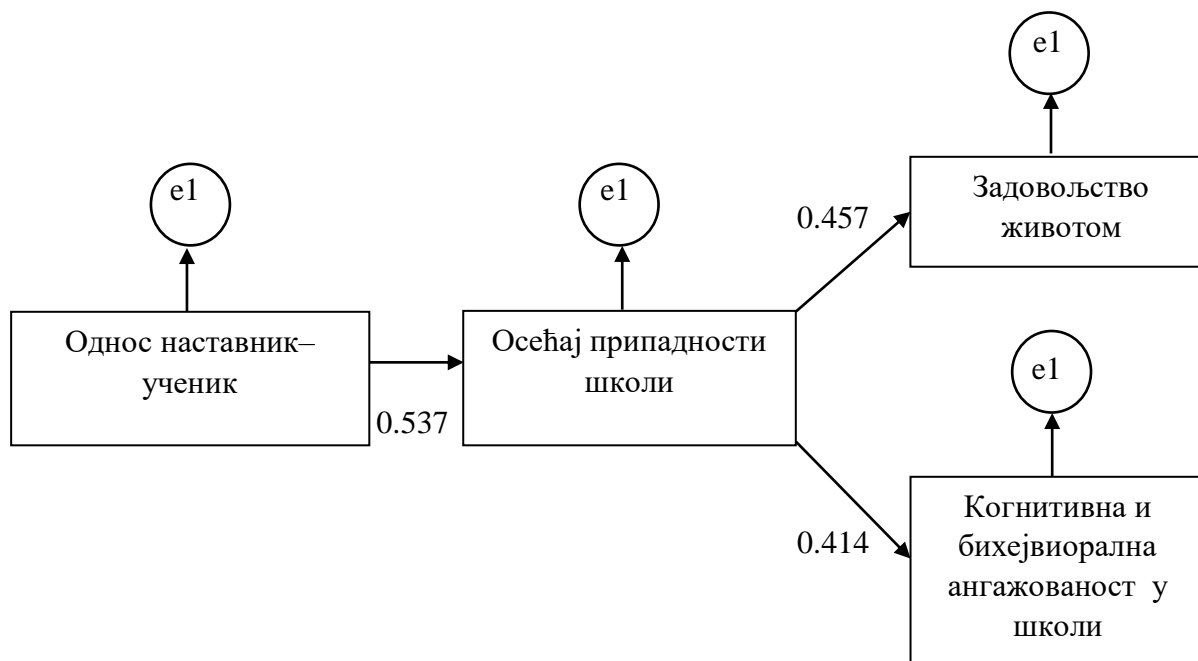 e1
Задовољство
животом
e1
e1
0.457
Однос наставник–
ученик
0.537
Осећај припадности
школи
e1
0.414
Когнитивна и
бихејвиорална
ангажованост у
школи